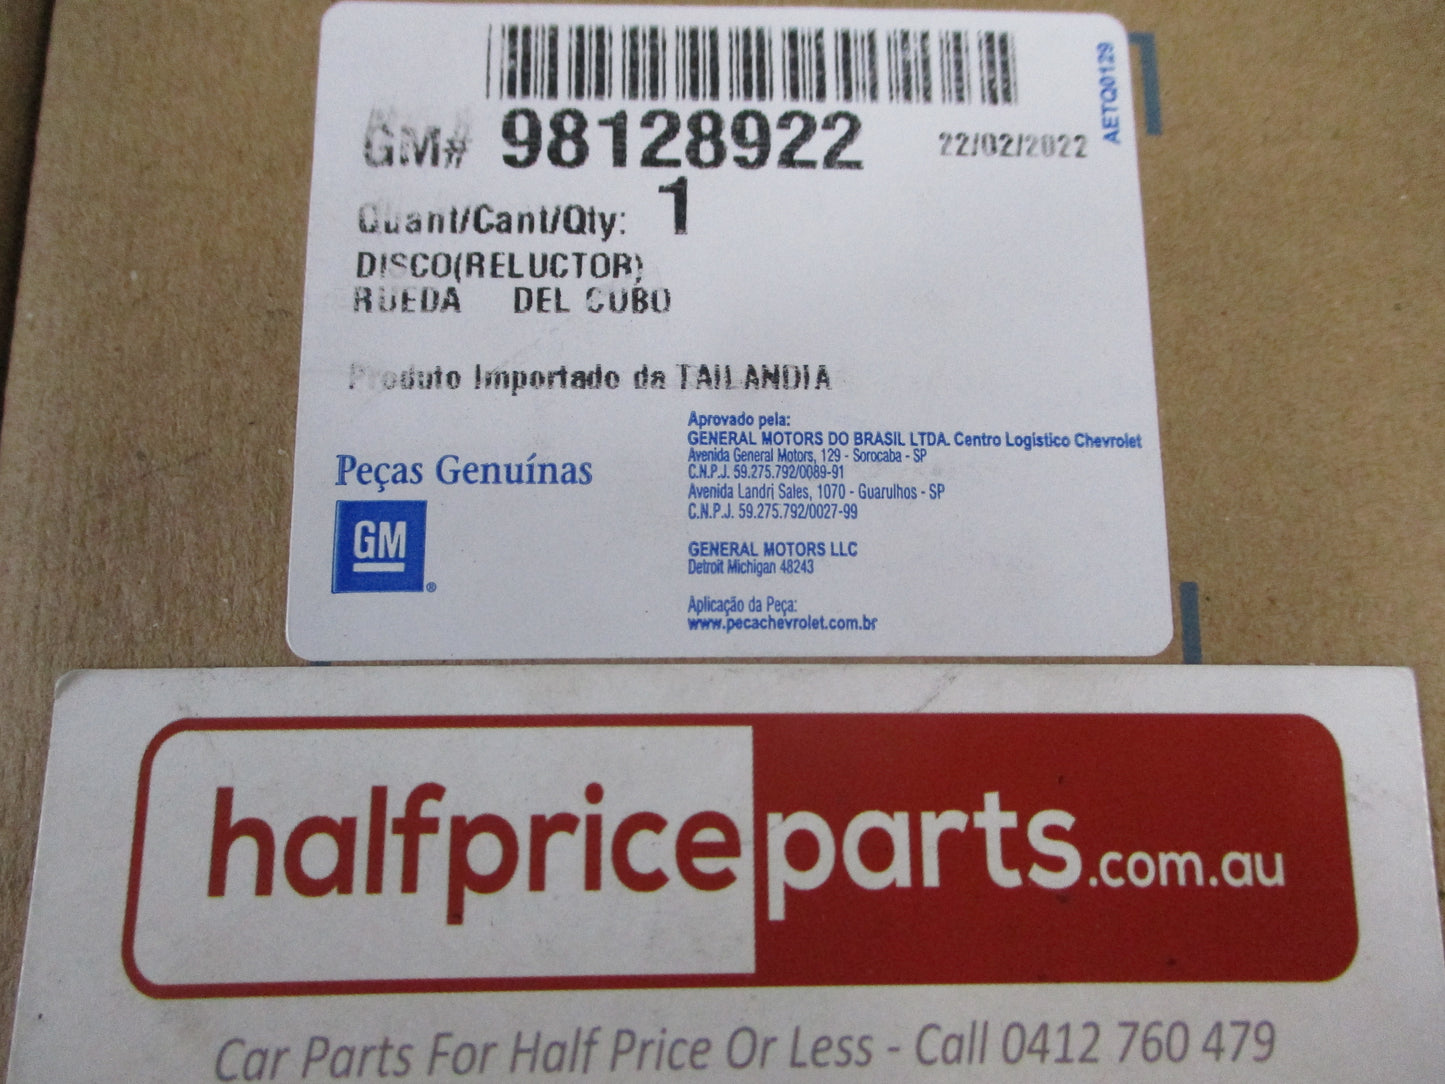 AETQ0129
GM# 98128922 22/02/2022
Quant/Cant/Qty: 1
DISCO(RELUCTOR)
RUEDA DEL CUBO
Produto Importado da TAILANDIA
Aprovado pela:
GENERAL MOTORS DO BRASIL LTDA. Centro Logístico Chevrolet
Avenida General Motors, 129 - Sorocaba - SP
C.N.P.J. 59.275.792/0089-91
Avenida Landri Sales, 1070 - Guarulhos - SP
C.N.P.J. 59.275.792/0027-99
Peças Genuínas
GM®
GENERAL MOTORS LLC
Detroit Michigan 48243
Aplicação da Peça:
www.pecachevrolet.com.br
halfpriceparts.com.au
Car Parts For Half Price Or Less - Call 0412 760 479